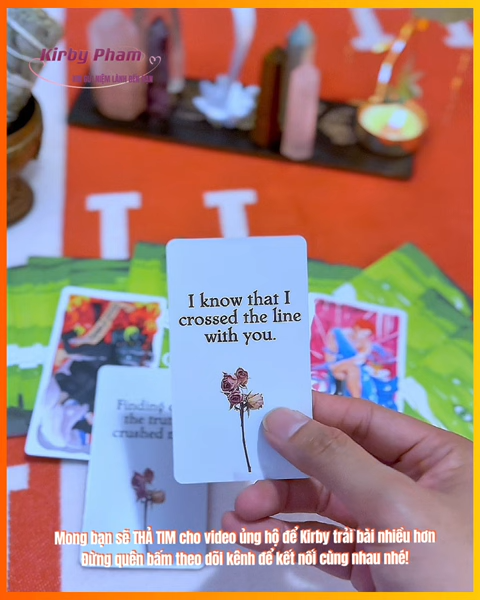 Kirby Pham
I know that I
crossed the line
with you.
Finding
the tru
crushed
Mong bạn sẽ THẢ TIM cho video ủng hộ để Kirby trải bài nhiều hơn
Đừng quên bấm theo dõi kênh để kết nối cùng nhau nhé!